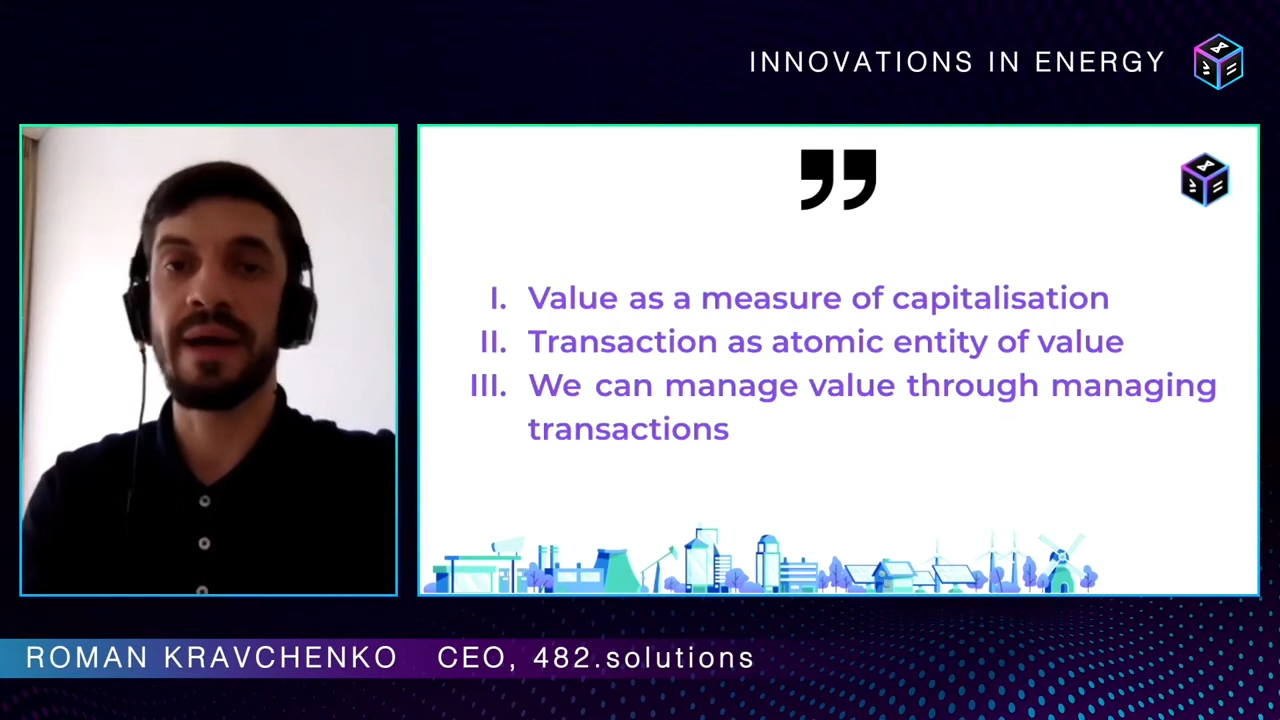 INNOVATIONS IN ENERGY
”
I. Value as a measure of capitalisation
II. Transaction as atomic entity of value
III. We can manage value through managing
transactions
ROMAN KRAVCHENKO CEO, 482.solutions